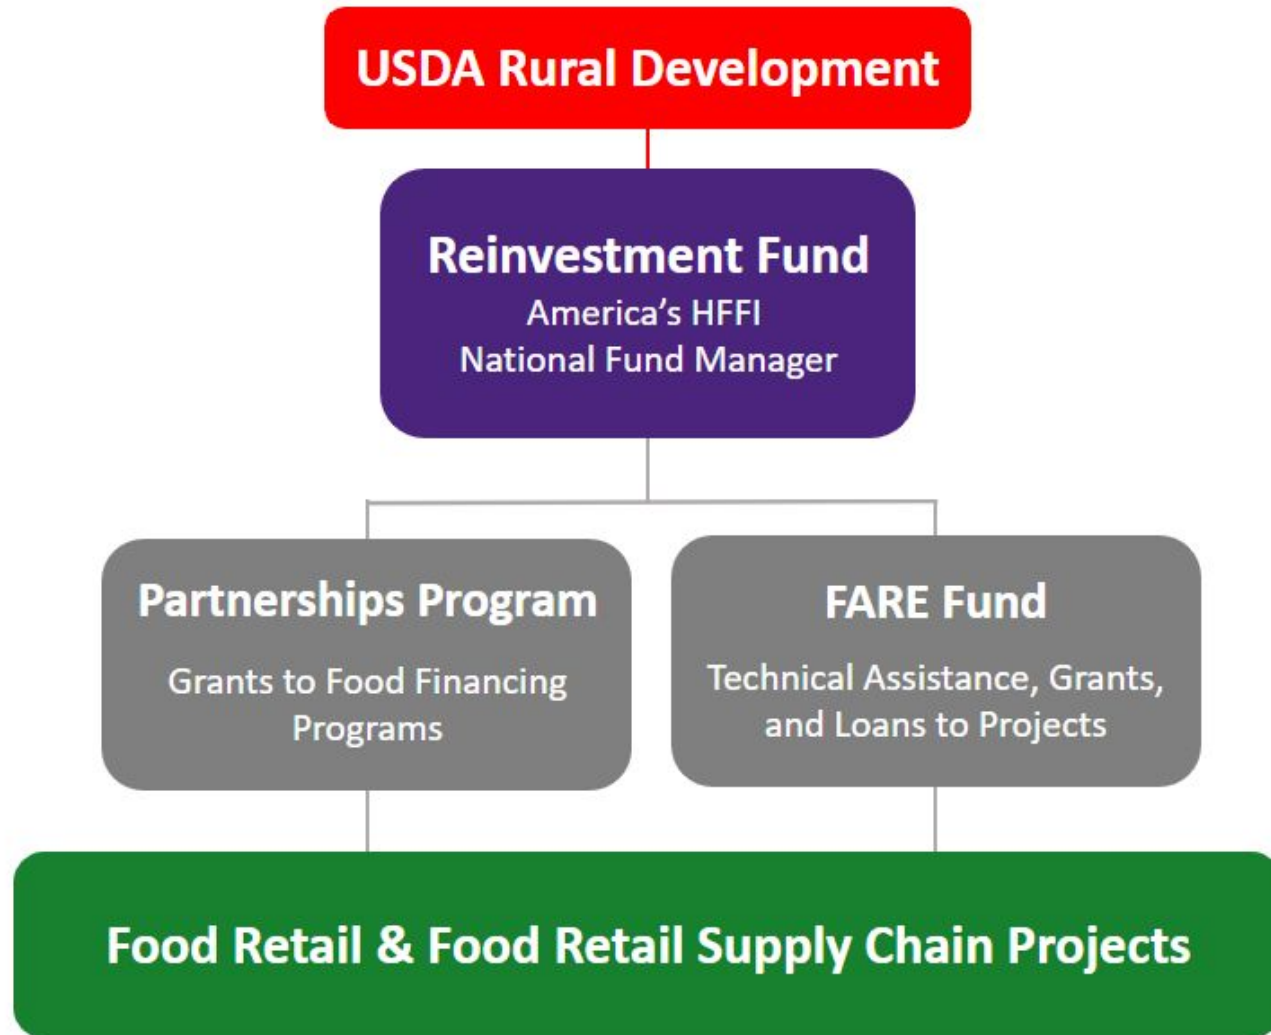 USDA Rural Development
Reinvestment Fund
America’s HFFI
National Fund Manager
Partnerships Program
Grants to Food Financing
Programs
FARE Fund
Technical Assistance, Grants,
and Loans to Projects
Food Retail & Food Retail Supply Chain Projects